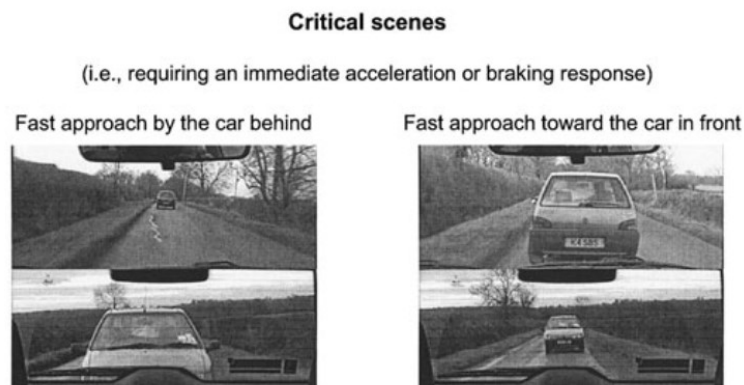 Critical scenes
(i.e., requiring an immediate acceleration or braking response)
Fast approach by the car behind
Fast approach toward the car in front